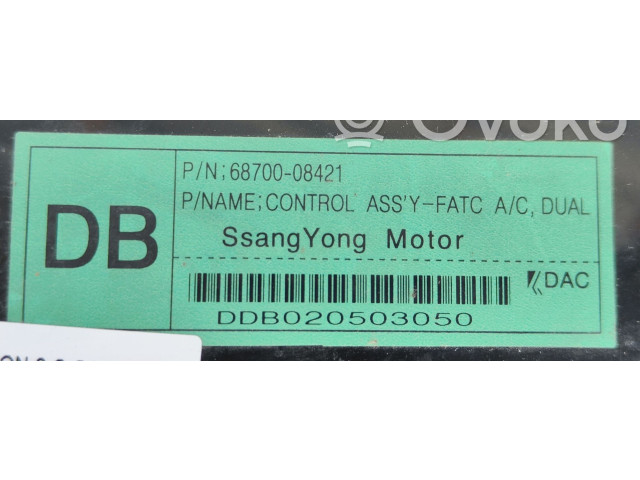 Ovoko
P/N;68700-08421
P/NAME;CONTROL ASS'Y-FATC A/C, DUAL
DB
SsangYong Motor
DAC
DDB020503050